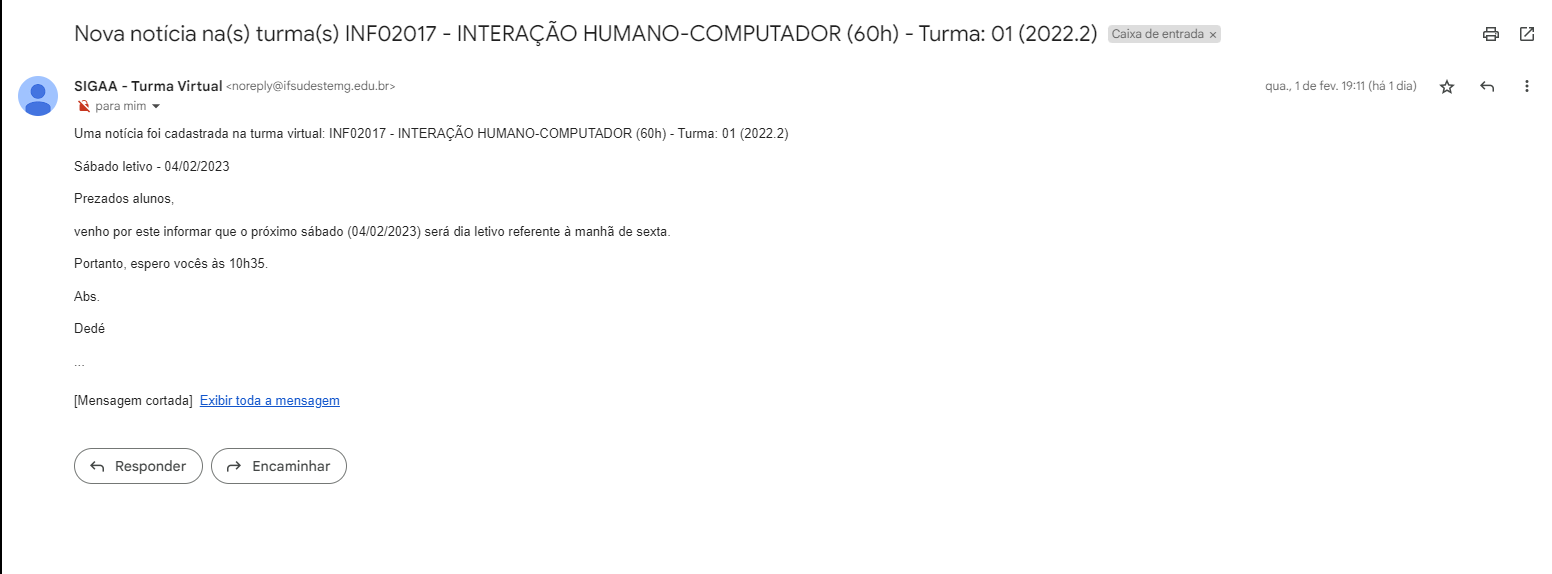 Nova notícia na(s) turma(s) INF02017 - INTERAÇÃO HUMANO-COMPUTADOR (60h) - Turma: 01 (2022.2) Caixa de entrada ×
SIGAA - Turma Virtual <noreply@ifsudestemg.edu.br> qua., 1 de fev. 19:11 (há 1 dia)
para mim
Uma notícia foi cadastrada na turma virtual: INF02017 - INTERAÇÃO HUMANO-COMPUTADOR (60h) - Turma: 01 (2022.2)
Sábado letivo - 04/02/2023
Prezados alunos,
venho por este informar que o próximo sábado (04/02/2023) será dia letivo referente à manhã de sexta.
Portanto, espero vocês às 10h35.
Abs.
Dedé
...
[Mensagem cortada] Exibir toda a mensagem
Responder Encaminhar